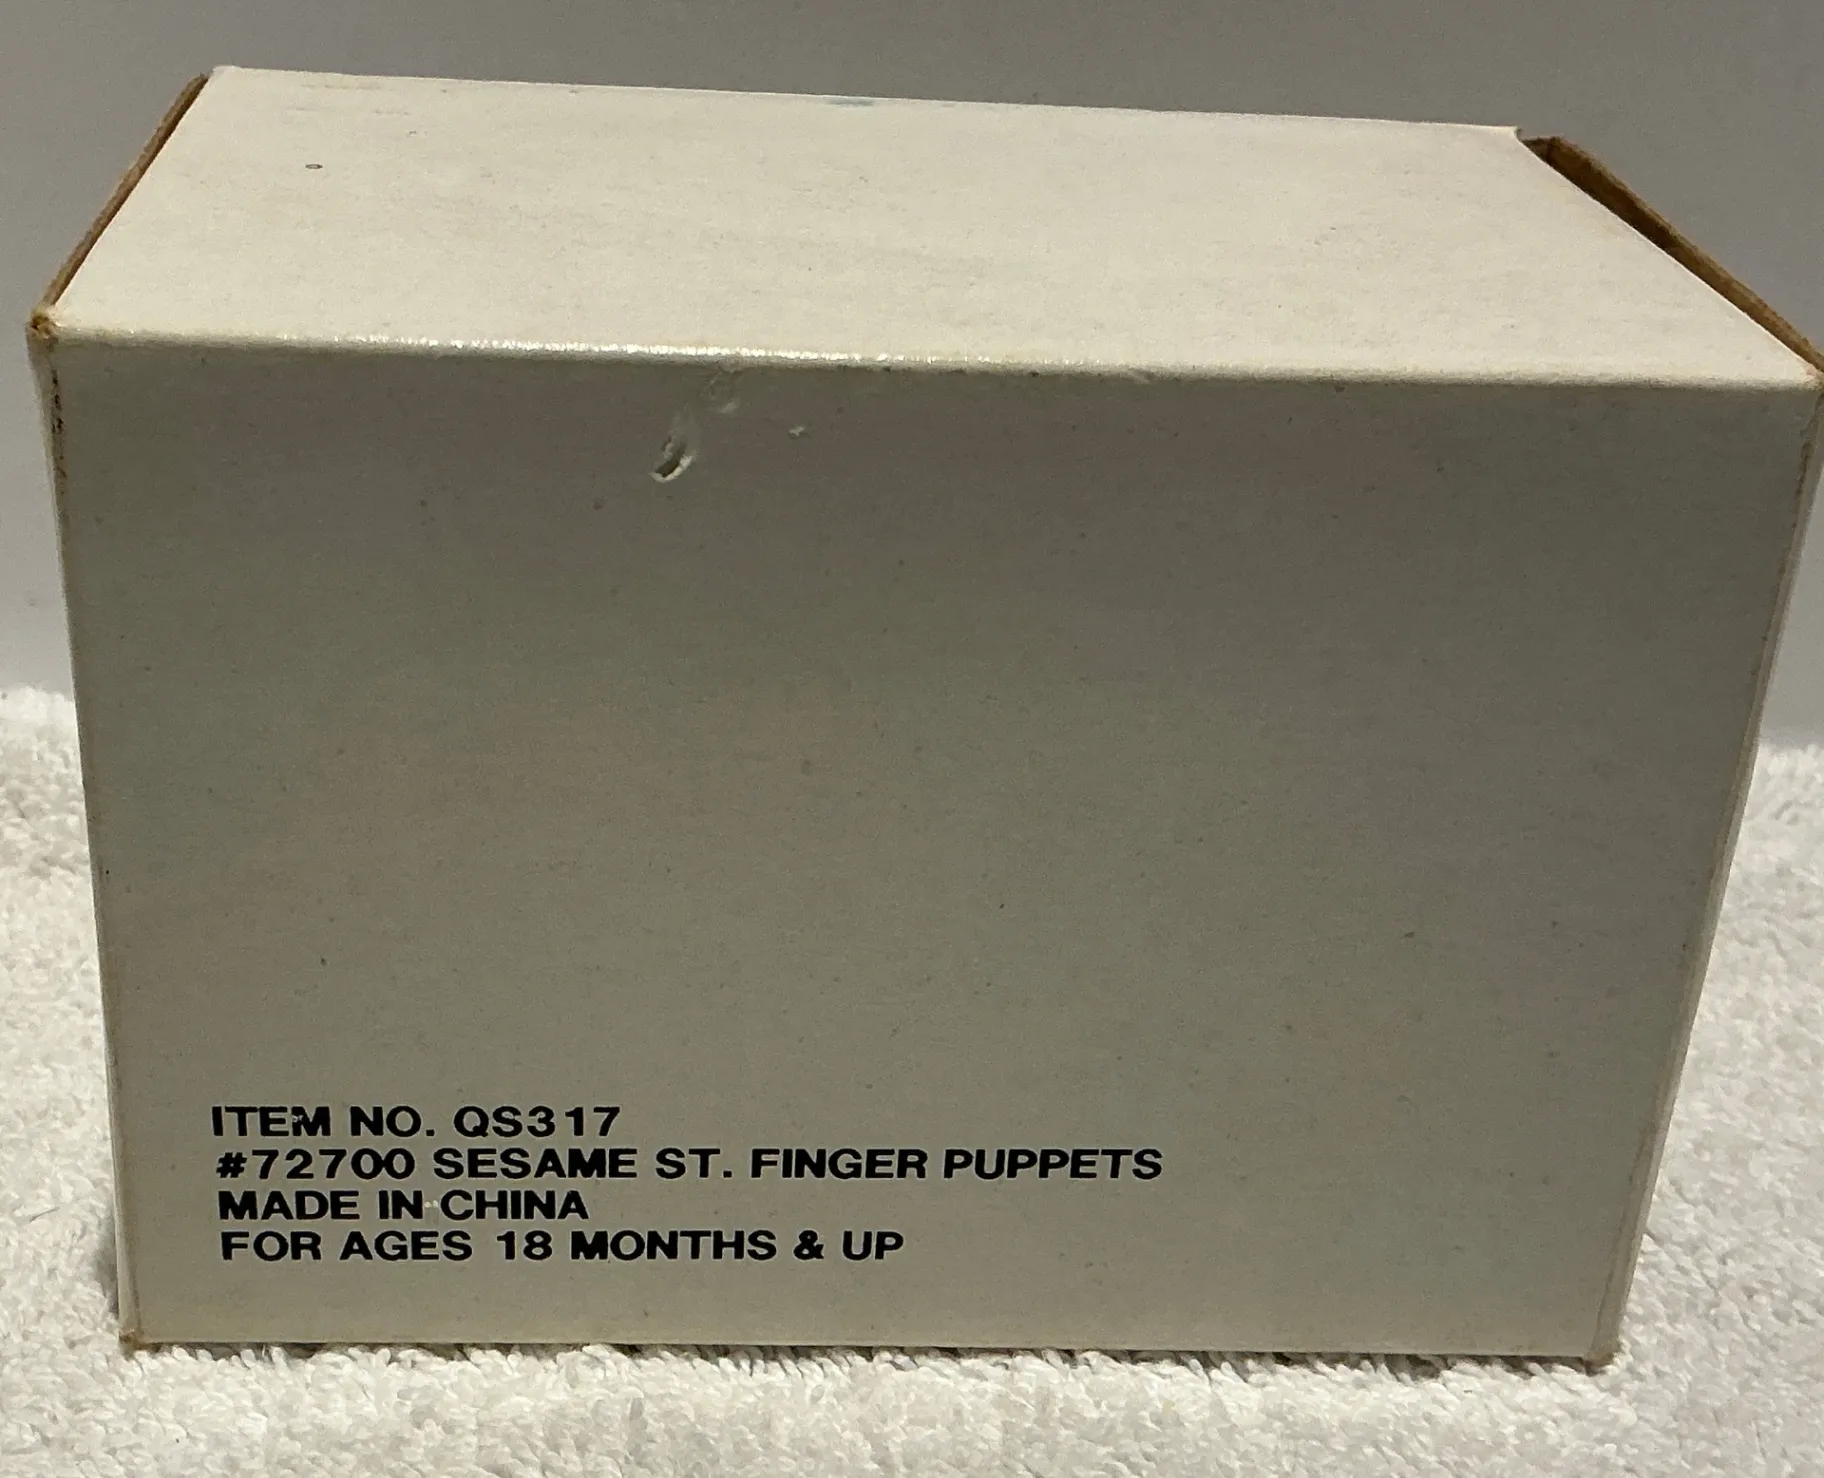 ITEM NO. QS317
#72700 SESAME ST. FINGER PUPPETS
MADE IN CHINA
FOR AGES 18 MONTHS & UP